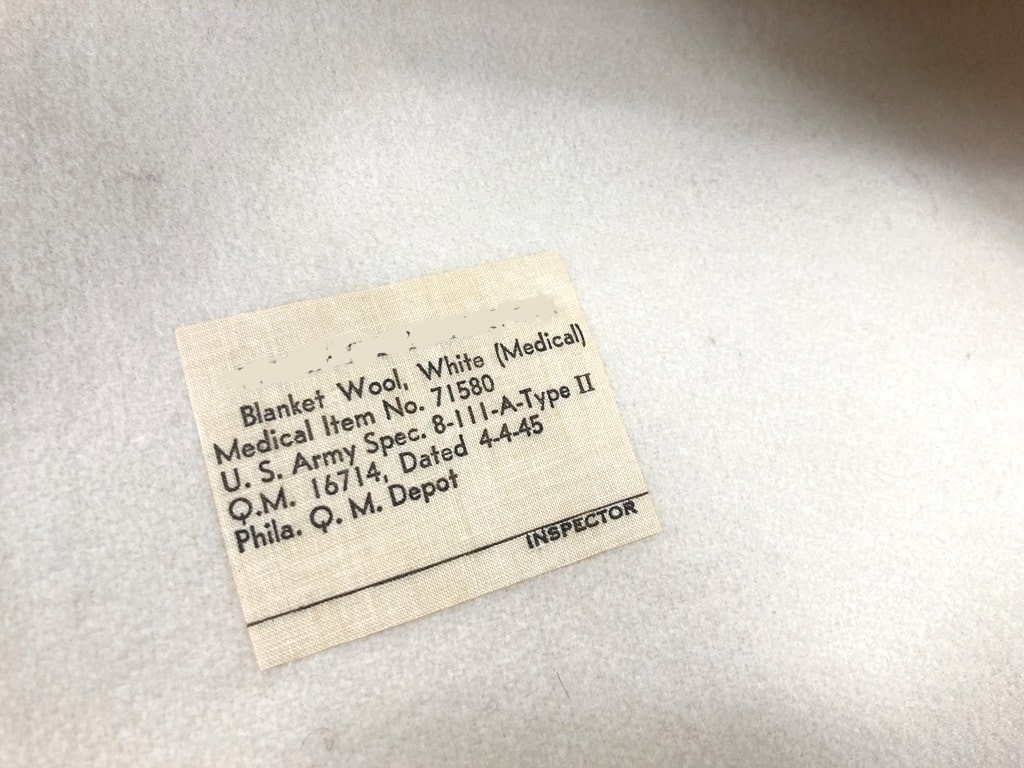 Blanket Wool, White (Medical)
Medical Item No. 71580
U. S. Army Spec. 8-111-A-Type II
Q.M. 16714, Dated 4-4-45
Phila. Q. M. Depot
INSPECTOR